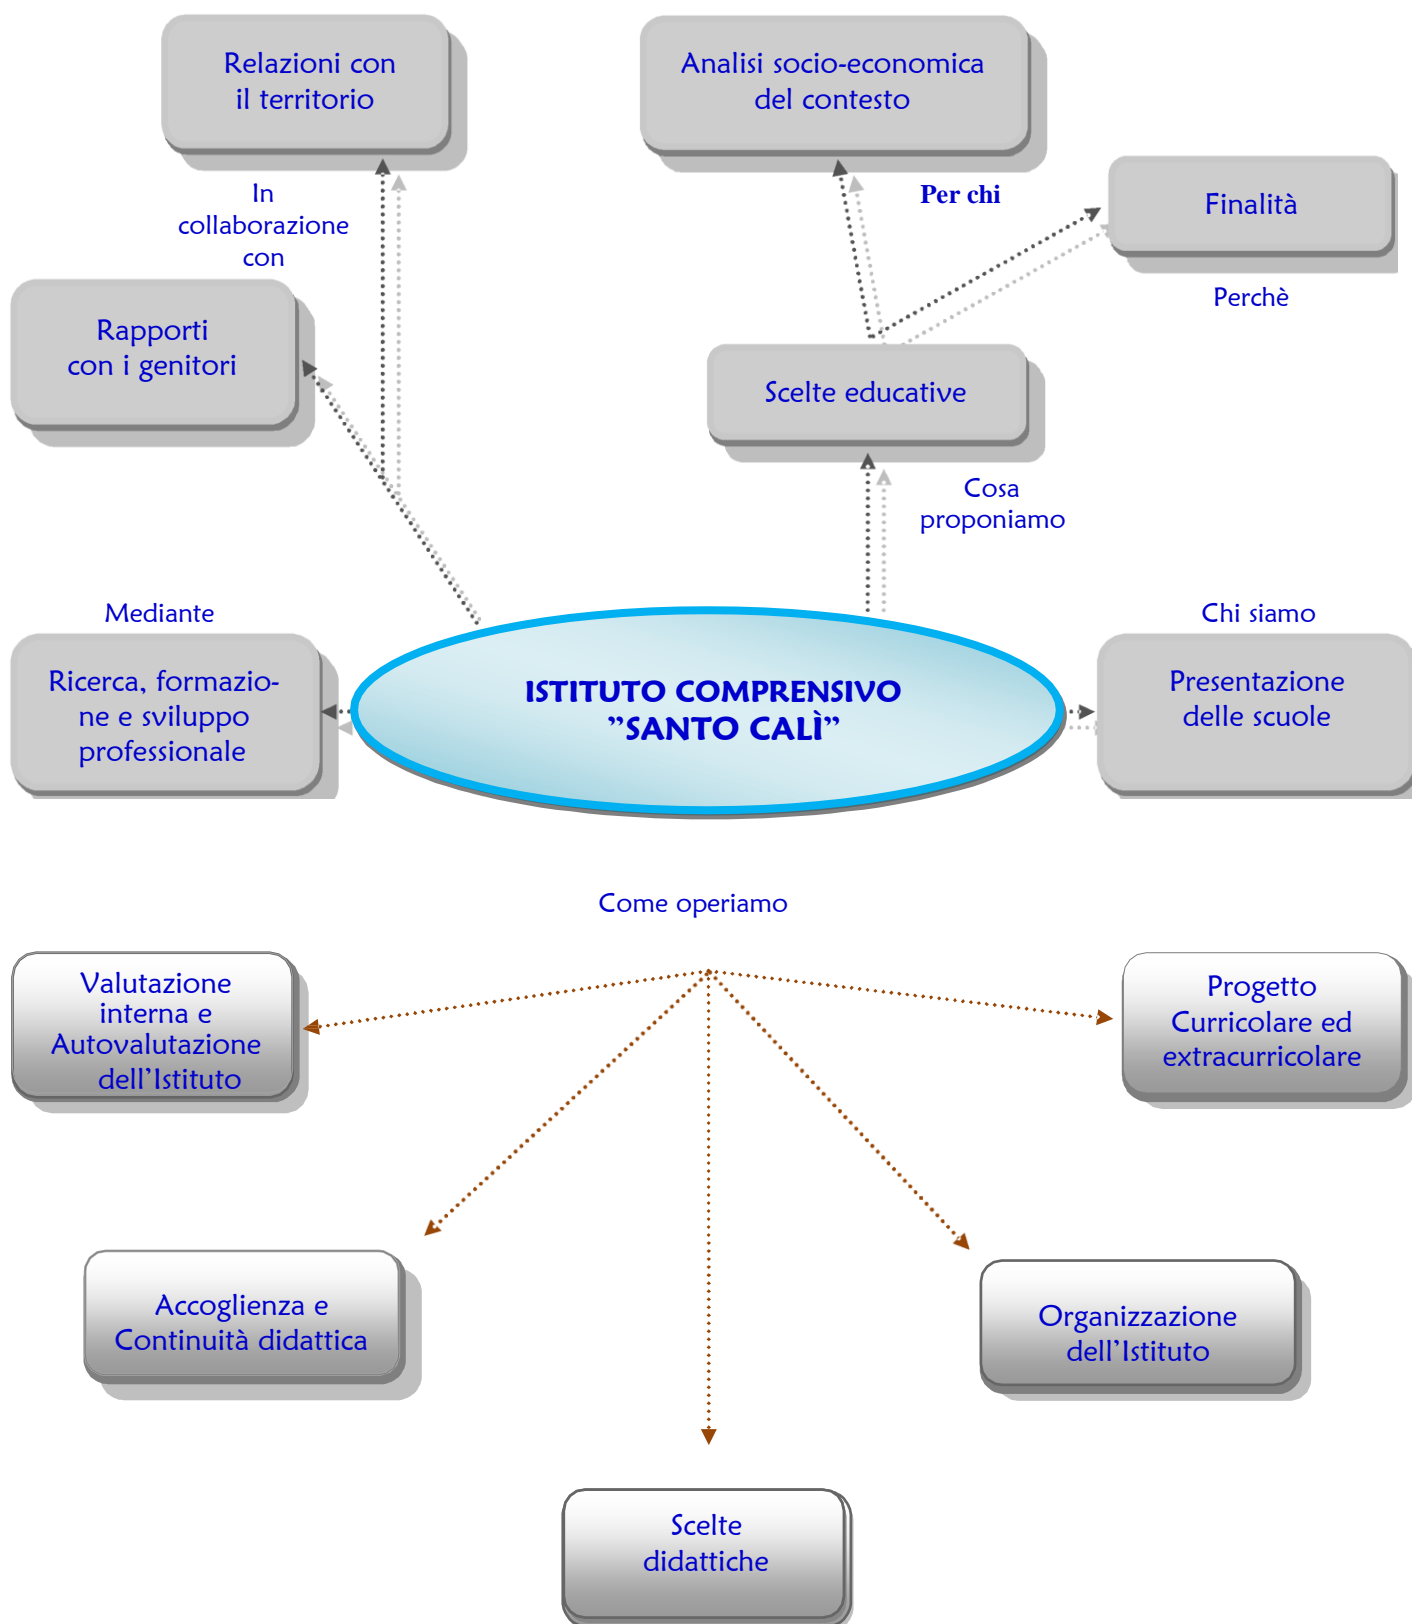 Relazioni con
il territorio
Analisi socio-economica
del contesto
In
collaborazione
con
Per chi
Finalità
Perchè
Rapporti
con i genitori
Scelte educative
Cosa
proponiamo
Mediante
Chi siamo
Ricerca, formazio-
ne e sviluppo
professionale
ISTITUTO COMPRENSIVO
”SANTO CALÌ”
Presentazione
delle scuole
Come operiamo
Valutazione
interna e
Autovalutazione
dell’Istituto
Progetto
Curricolare ed
extracurricolare
Accoglienza e
Continuità didattica
Organizzazione
dell’Istituto
Scelte
didattiche